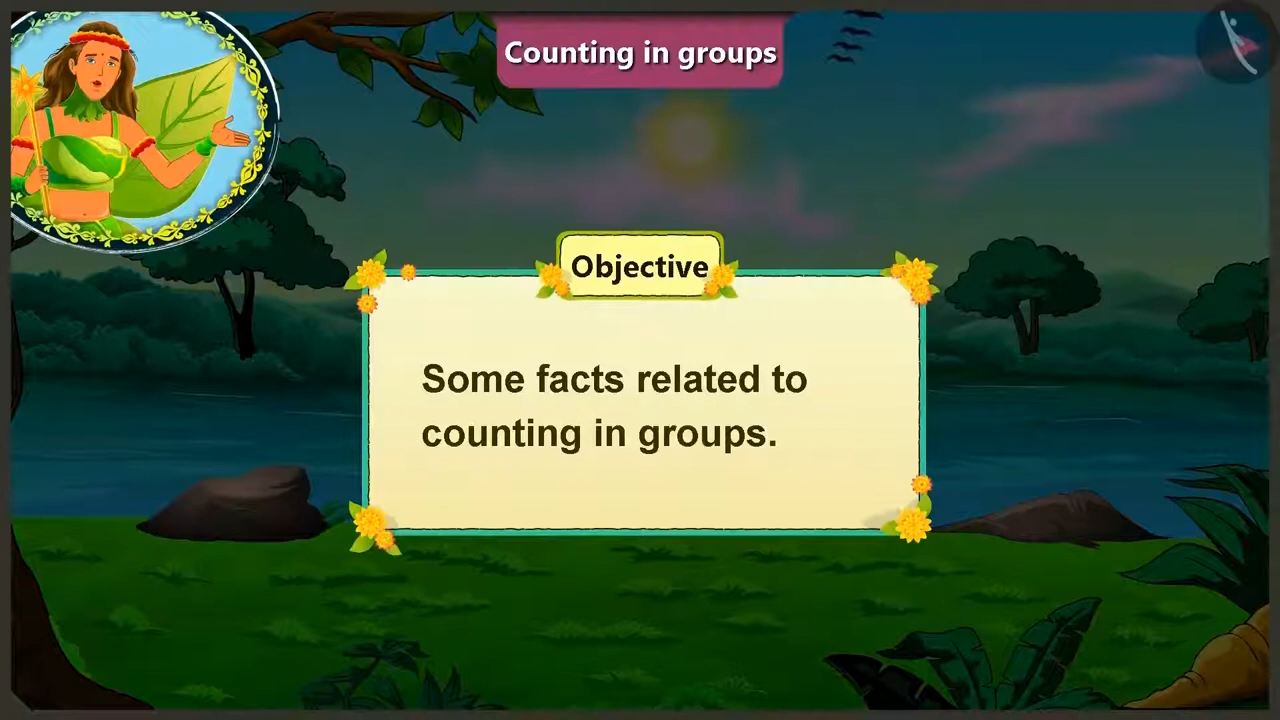 Counting in groups
Objective
Some facts related to
counting in groups.